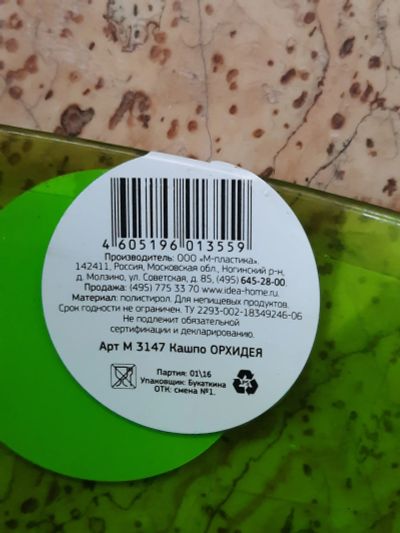 4 605196 013559
Производитель: ООО "М-пластика".
142411, Россия, Московская обл., Ногинский р-н,
д. Молзино, ул. Советская, д. 85, (495) 645-28-00.
Продажа: (495) 775 33 70 www.idea-home.ru.
Материал: полистирол. Для непищевых продуктов.
Срок годности не ограничен. ТУ 2293-002-18349246-06
Не подлежит обязательной
сертификации и декларированию.
Арт М 3147 Кашпо ОРХИДЕЯ
Партия: 01\16
Упаковщик: Букаткина
ОТК: смена №1.